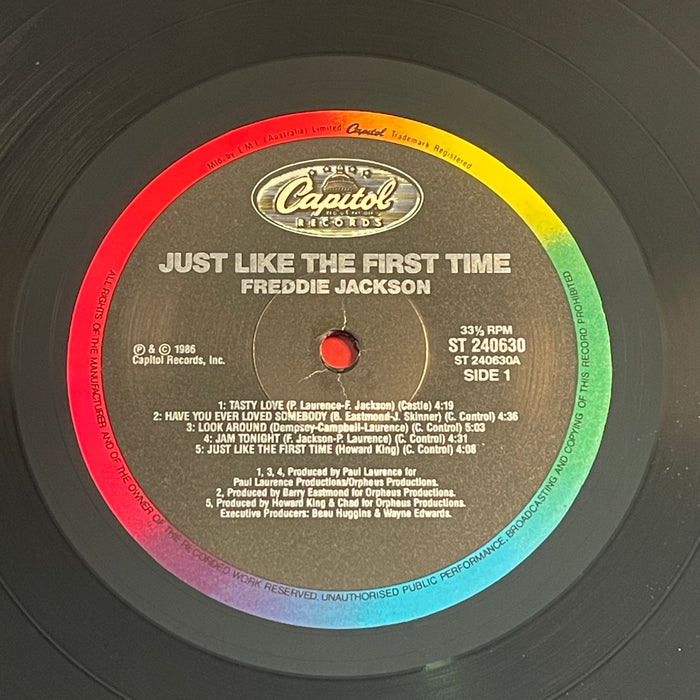 Mfd. by E.M.I. (Australia) Limited Capitol Trademark Registered
Capitol
RECORDS
JUST LIKE THE FIRST TIME
FREDDIE JACKSON
33⅓ RPM
ST 240630
ST 240630A
SIDE 1
℗ & © 1986
Capitol Records, Inc.
1: TASTY LOVE (P. Laurence-F. Jackson) (Castle) 4:19
2: HAVE YOU EVER LOVED SOMEBODY (B. Eastmond-J. Skinner) (C. Control) 4:36
3: LOOK AROUND (Dempsey-Campbell-Laurence) (C. Control) 5:03
4: JAM TONIGHT (F. Jackson-P. Laurence) (C. Control) 4:31
5: JUST LIKE THE FIRST TIME (Howard King) (C. Control) 4:08
1, 3, 4, Produced by Paul Laurence for
Paul Laurence Productions/Orpheus Productions.
2, Produced by Barry Eastmond for Orpheus Productions.
5, Produced by Howard King & Chad for Orpheus Productions.
Executive Producers: Beau Huggins & Wayne Edwards.
ALL RIGHTS OF THE MANUFACTURER AND OF THE OWNER OF THE RECORDED WORK RESERVED. UNAUTHORISED PUBLIC PERFORMANCE, BROADCASTING AND COPYING OF THIS RECORD PROHIBITED